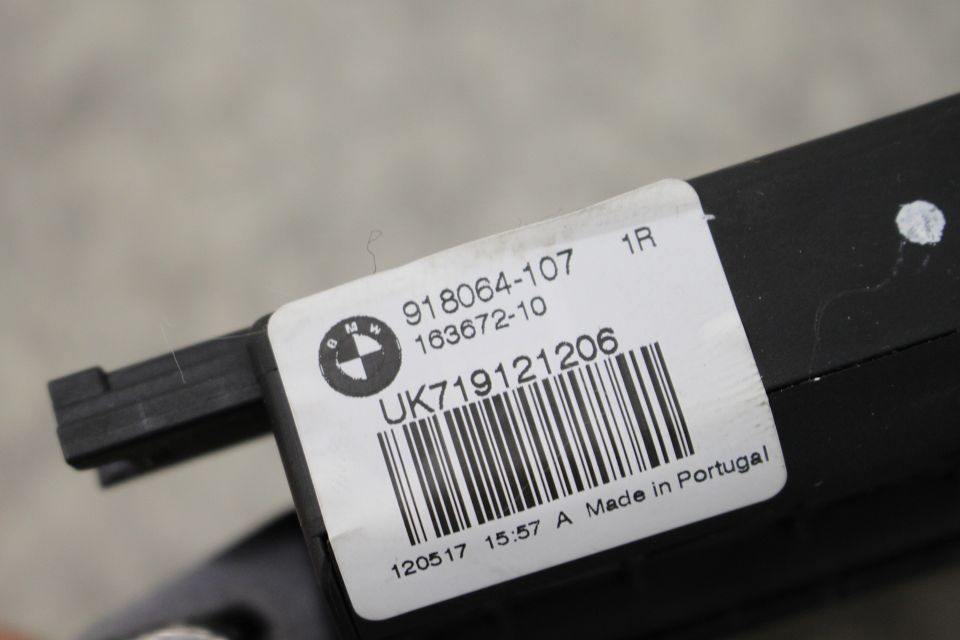 918064-107 1R
163672-10
BMW
UK719121206
120517 15:57 A Made in Portugal